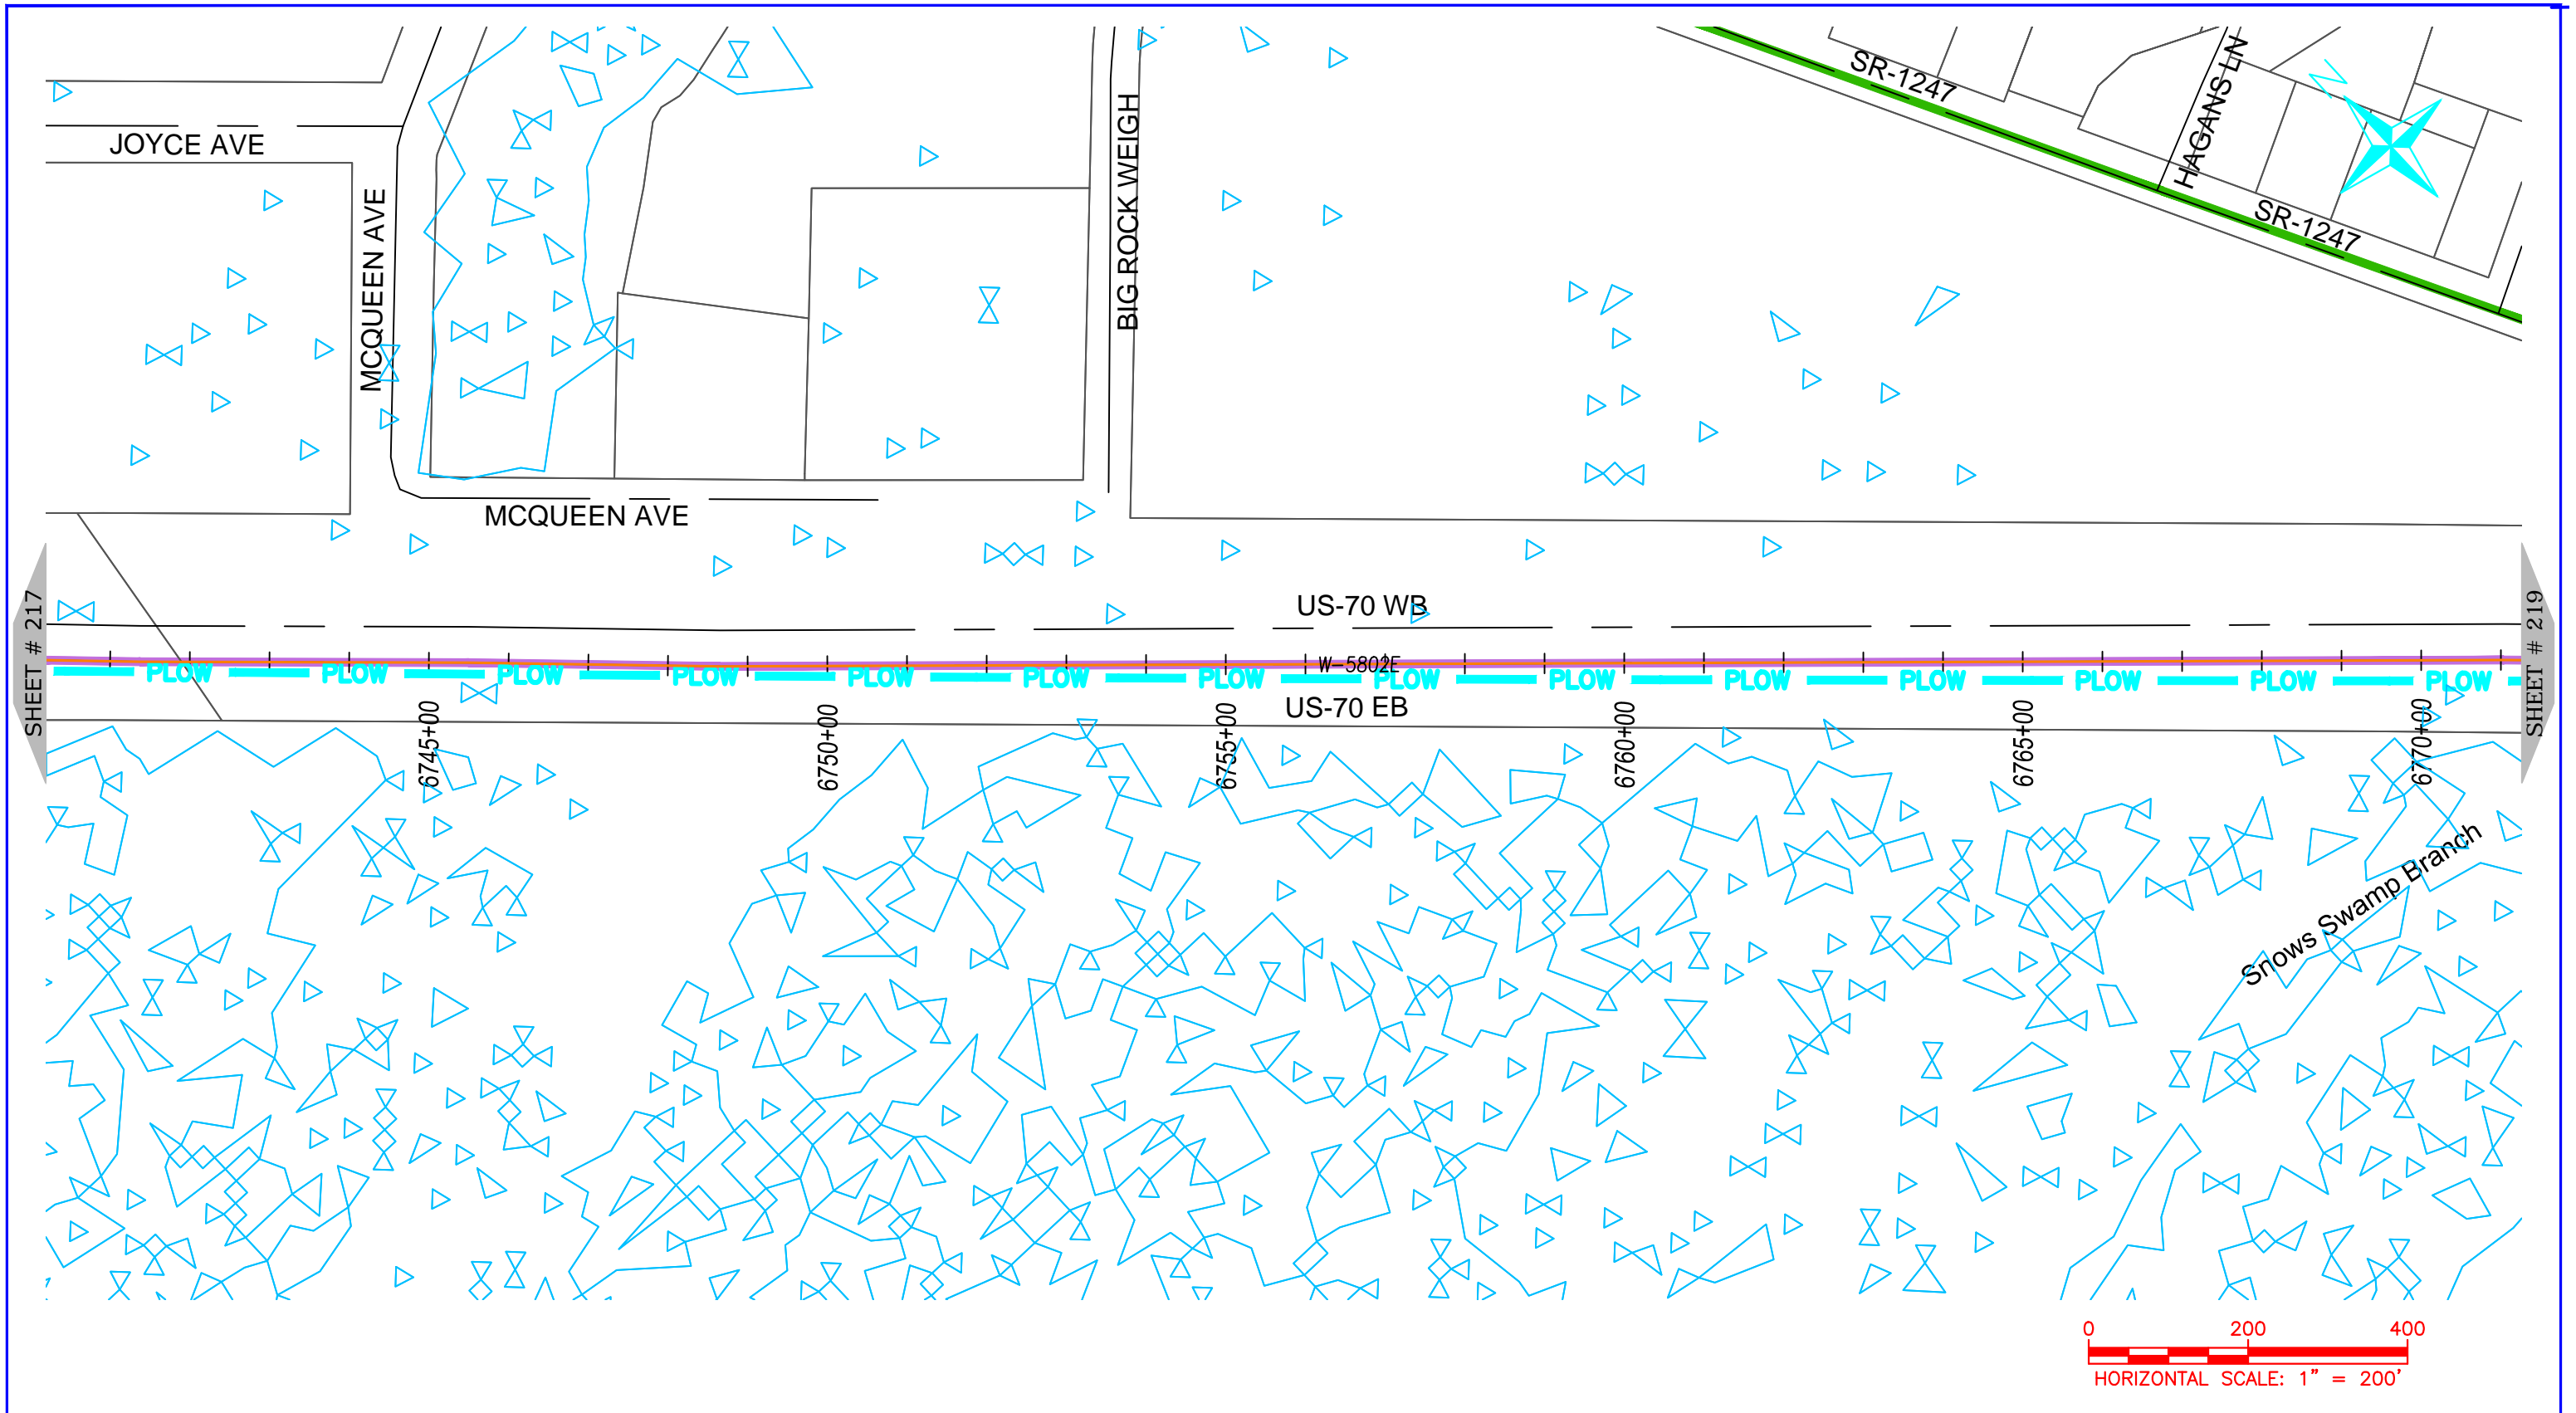 SR-1247
HAGANS LN
N
JOYCE AVE
MCQUEEN AVE
BIG ROCK WEIGH
SR-1247
MCQUEEN AVE
US-70 WB
SHEET # 217
SHEET # 219
W-5802E
PLOW PLOW PLOW PLOW PLOW PLOW PLOW PLOW PLOW PLOW PLOW PLOW PLOW PLOW
US-70 EB
6745+00 6750+00 6755+00 6760+00 6765+00 6770+00
Snows Swamp Branch
0 200 400
HORIZONTAL SCALE: 1" = 200'